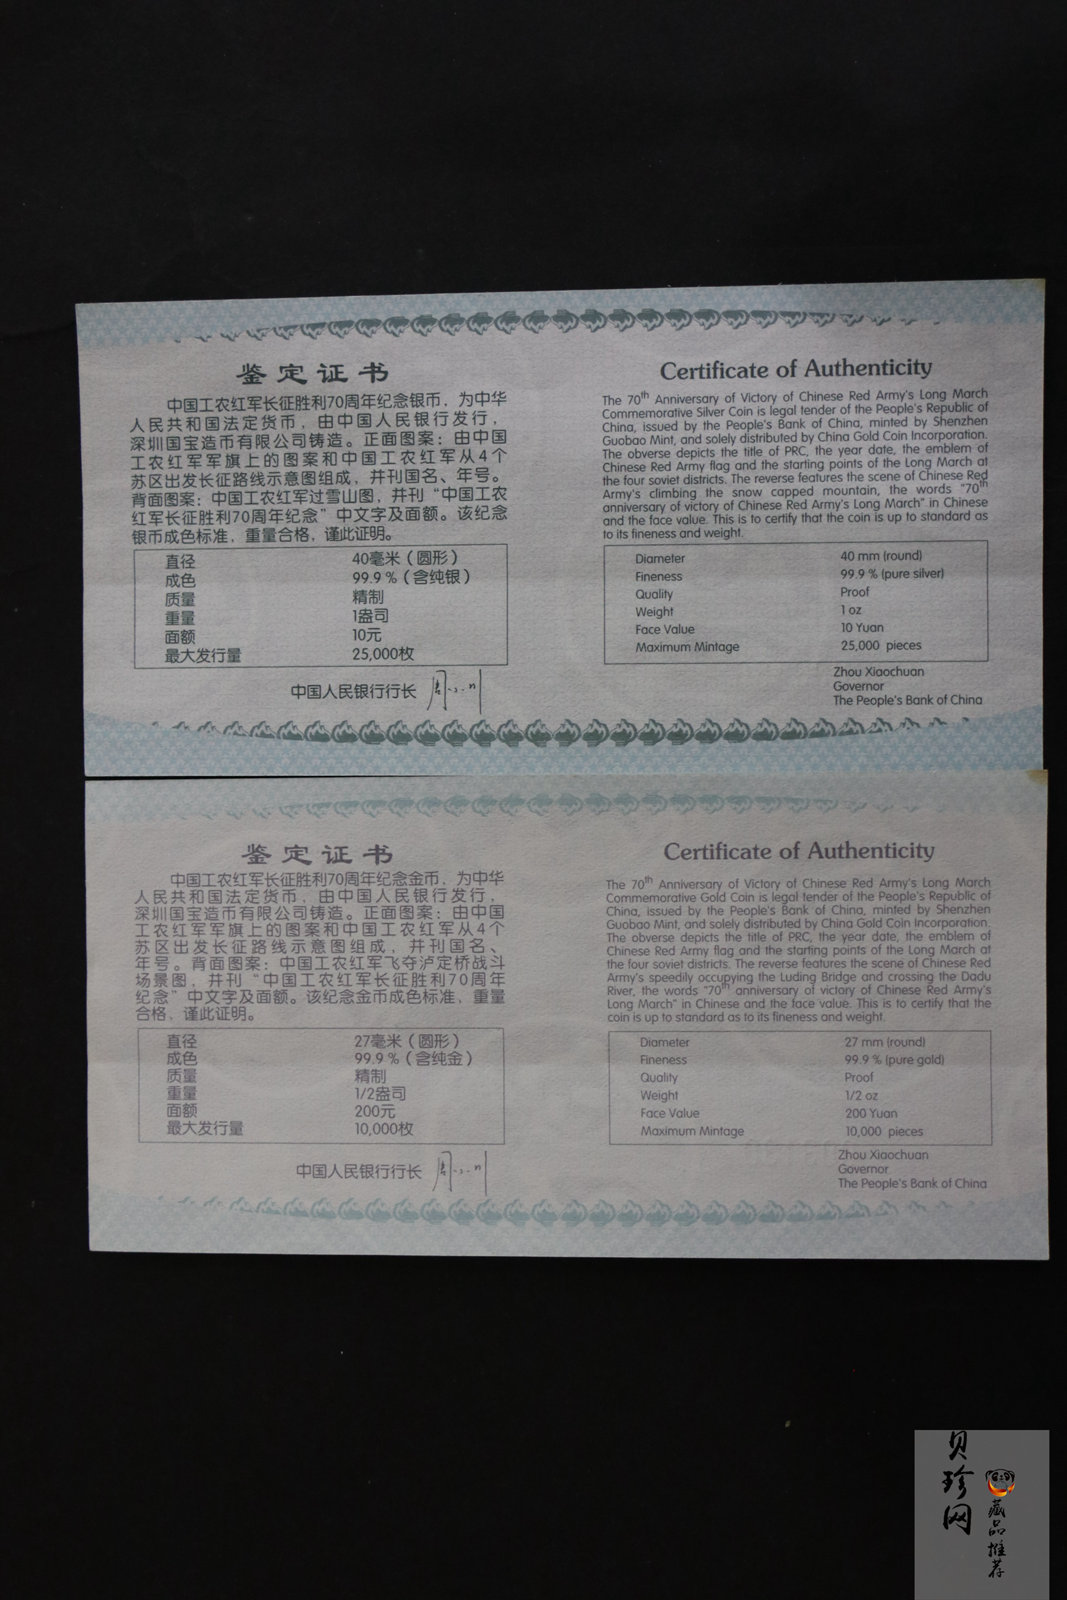 鉴定证书
中国工农红军长征胜利70周年纪念银币，为中华
人民共和国法定货币，由中国人民银行发行，
深圳国宝造币有限公司铸造。正面图案：由中国
工农红军军旗上的图案和中国工农红军从4个
苏区出发长征路线示意图组成，并刊国名、年号。
背面图案：中国工农红军过雪山图，并刊“中国工农
红军长征胜利70周年纪念”中文字及面额。该纪念
银币成色标准，重量合格，谨此证明。
直径 40毫米（圆形）
成色 99.9%（含纯银）
质量 精制
重量 1盎司
面额 10元
最大发行量 25,000枚
中国人民银行行长
Certificate of Authenticity
The 70th Anniversary of Victory of Chinese Red Army's Long March
Commemorative Silver Coin is legal tender of the People's Republic of
China, issued by the People's Bank of China, minted by Shenzhen
Guobao Mint, and solely distributed by China Gold Coin Incorporation.
The obverse depicts the title of PRC, the year date, the emblem of
Chinese Red Army flag and the starting points of the Long March at
the four soviet districts. The reverse features the scene of Chinese Red
Army's climbing the snow capped mountain, the words "70th
anniversary of victory of Chinese Red Army's Long March" in Chinese
and the face value. This is to certify that the coin is up to standard as
to its fineness and weight.
Diameter 40 mm (round)
Fineness 99.9 % (pure silver)
Quality Proof
Weight 1 oz
Face Value 10 Yuan
Maximum Mintage 25,000 pieces
Zhou Xiaochuan
Governor
The People's Bank of China
鉴定证书
中国工农红军长征胜利70周年纪念金币，为中华
人民共和国法定货币，由中国人民银行发行，
深圳国宝造币有限公司铸造。正面图案：由中国
工农红军军旗上的图案和中国工农红军从4个
苏区出发长征路线示意图组成，并刊国名、
年号。背面图案：中国工农红军飞夺泸定桥战斗
场景图，并刊“中国工农红军长征胜利70周年
纪念”中文字及面额。该纪念金币成色标准，重量
合格，谨此证明。
直径 27毫米（圆形）
成色 99.9%（含纯金）
质量 精制
重量 1/2盎司
面额 200元
最大发行量 10,000枚
中国人民银行行长
Certificate of Authenticity
The 70th Anniversary of Victory of Chinese Red Army's Long March
Commemorative Gold Coin is legal tender of the People's Republic of
China, issued by the People's Bank of China, minted by Shenzhen
Guobao Mint, and solely distributed by China Gold Coin Incorporation.
The obverse depicts the title of PRC, the year date, the emblem of
Chinese Red Army flag and the starting points of the Long March at
the four soviet districts. The reverse features the scene of Chinese Red
Army's speedily occupying the Luding Bridge and crossing the Dadu
River, the words "70th anniversary of victory of Chinese Red Army's
Long March" in Chinese and the face value. This is to certify that the
coin is up to standard as to its fineness and weight.
Diameter 27 mm (round)
Fineness 99.9 % (pure gold)
Quality Proof
Weight 1/2 oz
Face Value 200 Yuan
Maximum Mintage 10,000 pieces
Zhou Xiaochuan
Governor
The People's Bank of China
贝珍网
藏品推荐